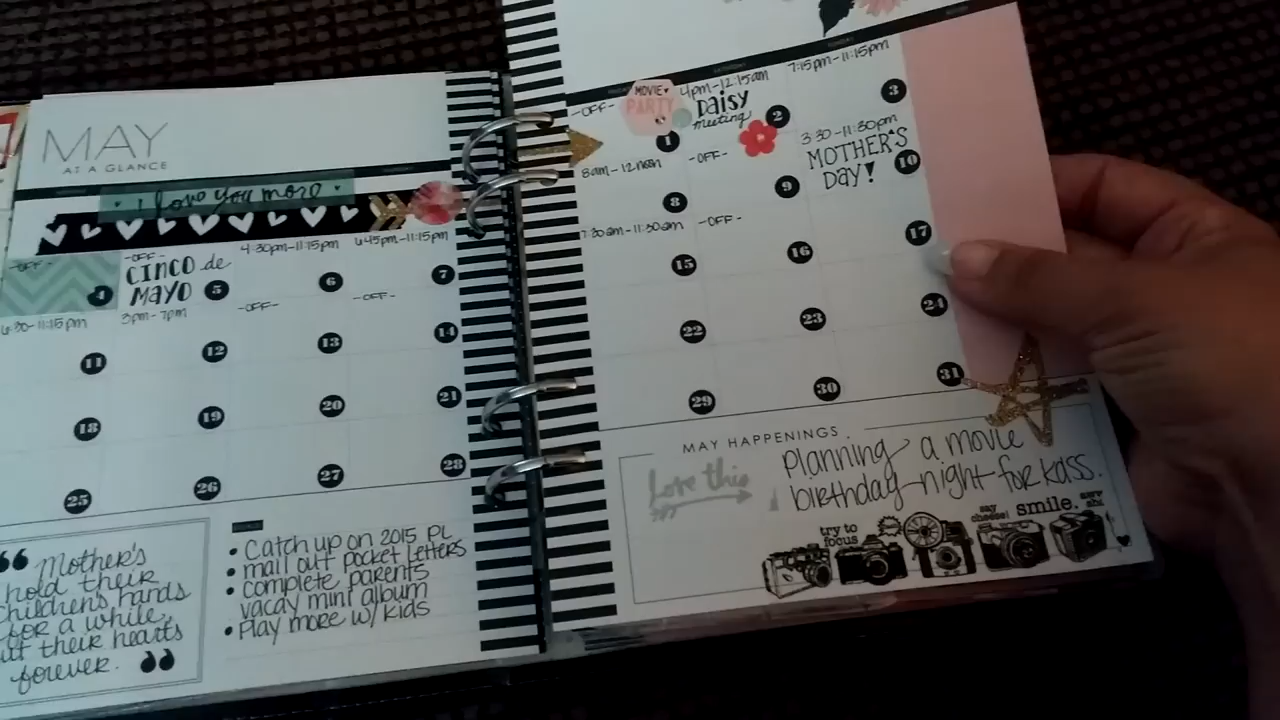 MAY
AT A GLANCE
I love you more
-OFF-
4
-OFF-
CINCO de
MAYO
5
4:30pm-11:15pm
6
6:45pm-11:15pm
7
6:30-11:15pm
11
3pm-7pm
12
-OFF-
13
-OFF-
14
18
19
20
21
25
26
27
28
“ Mother's
hold their
children's hands
for a while,
their hearts
forever. ”
• Catch up on 2015 PL
• mail out pocket letters
• complete parents
vacay mini album
• Play more w/ kids
-OFF-
MOVIE
PARTY
1
4pm-12:15am
Daisy
meeting
2
7:15pm-11:15pm
3
8am-12noon
8
-OFF-
9
3:30-11:30pm
MOTHER'S
DAY!
10
7:30am-11:30am
15
-OFF-
16
17
22
23
24
29
30
31
MAY HAPPENINGS
Love this
Planning a movie
birthday night for kass.
try to
focus
say
cheese!
smile.